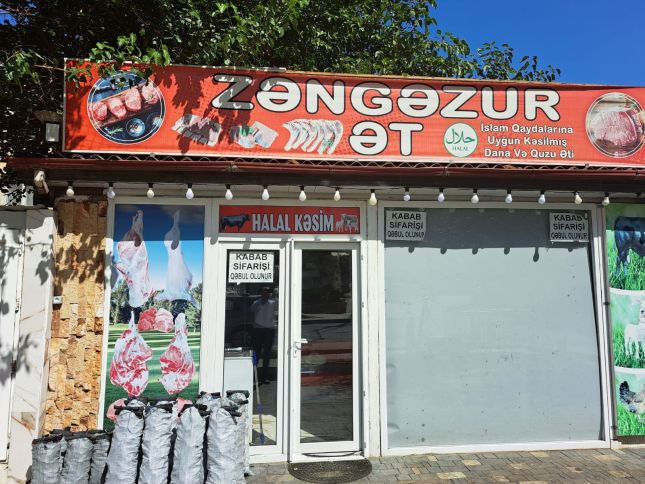 ZƏNGƏZUR
ƏT
حلال
HALAL
İslam Qaydalarına
Uyğun Kəsilmiş
Dana Və Quzu Əti
HALAL KƏSİM
KABAB
SİFARİŞİ
QƏBUL OLUNUR
KABAB
SİFARİŞİ
QƏBUL OLUNUR
KABAB
SİFARİŞİ
QƏBUL OLUNUR